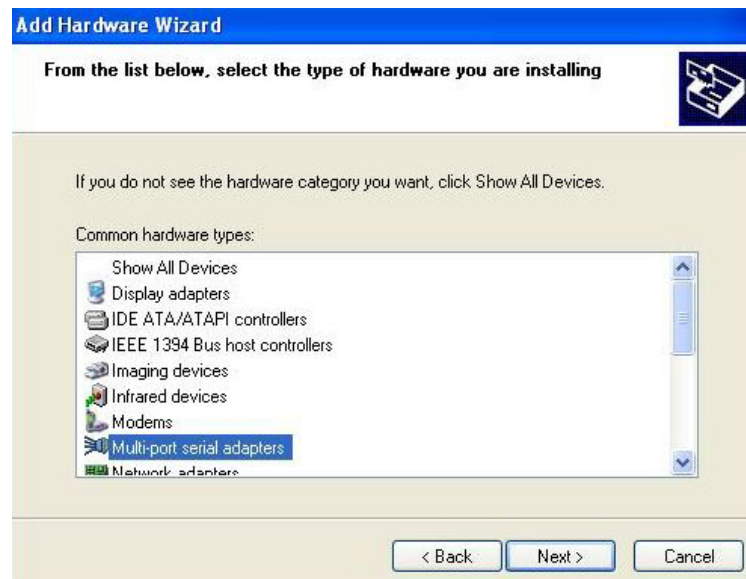 Add Hardware Wizard
From the list below, select the type of hardware you are installing
If you do not see the hardware category you want, click Show All Devices.
Common hardware types:
Show All Devices
Display adapters
IDE ATA/ATAPI controllers
IEEE 1394 Bus host controllers
Imaging devices
Infrared devices
Modems
Multi-port serial adapters
Network adapters
< Back
Next >
Cancel